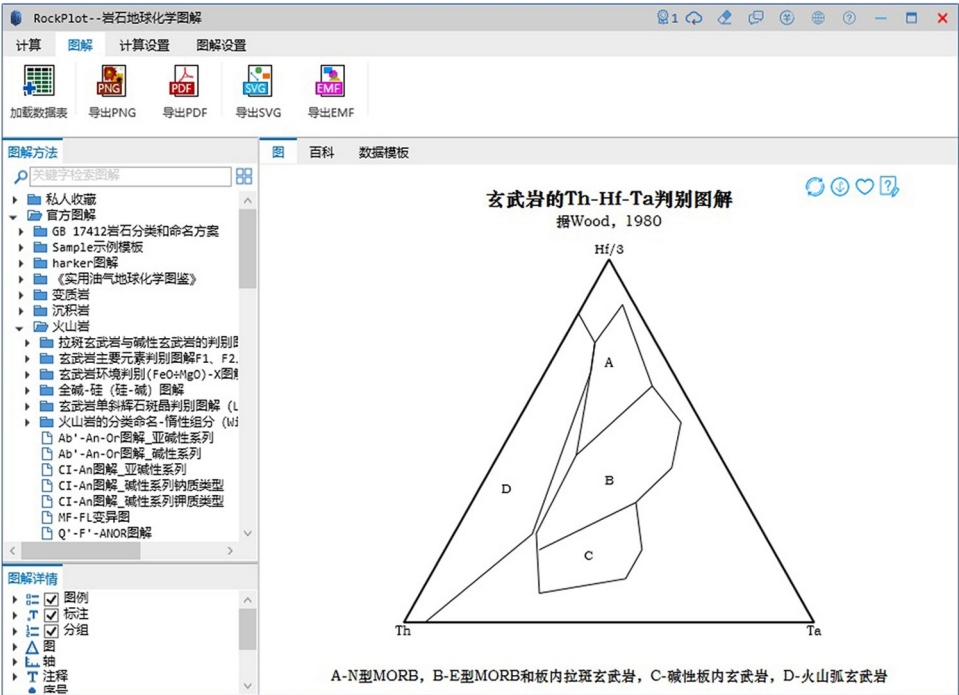 RockPlot--岩石地球化学图解
1
计算 图解 计算设置 图解设置
PNG PDF SVG EMF
加载数据表 导出PNG 导出PDF 导出SVG 导出EMF
图解方法
关键字检索图解
私人收藏
官方图解
GB 17412岩石分类和命名方案
Sample示例模板
harker图解
《实用油气地球化学图鉴》
变质岩
沉积岩
火山岩
拉斑玄武岩与碱性玄武岩的判别图
玄武岩主要元素判别图解F1、F2.
玄武岩环境判别(FeO+MgO)-X图解
全碱-硅（硅-碱）图解
玄武岩单斜辉石斑晶判别图解（L
火山岩的分类命名-惰性组分（Wi
Ab'-An-Or图解_亚碱性系列
Ab'-An-Or图解_碱性系列
CI-An图解_亚碱性系列
CI-An图解_碱性系列钠质类型
CI-An图解_碱性系列钾质类型
MF-FL变异图
Q'-F'-ANOR图解
图解详情
图例
标注
分组
图
轴
注释
序号
图 百科 数据模板
玄武岩的Th-Hf-Ta判别图解
据Wood，1980
Hf/3
A
B
D
C
Th
Ta
A-N型MORB，B-E型MORB和板内拉斑玄武岩，C-碱性板内玄武岩，D-火山弧玄武岩